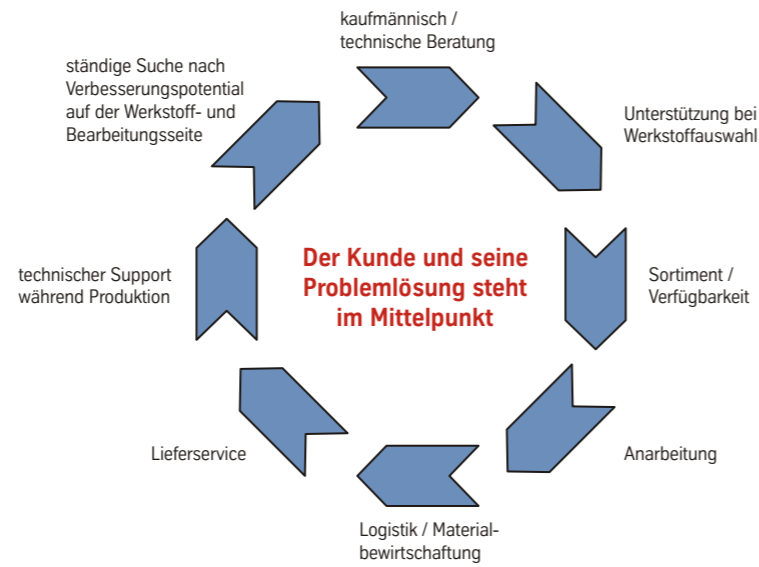 kaufmännisch /
technische Beratung
ständige Suche nach
Verbesserungspotential
auf der Werkstoff- und
Bearbeitungsseite
Unterstützung bei
Werkstoffauswahl
Der Kunde und seine
Problemlösung steht
im Mittelpunkt
technischer Support
während Produktion
Sortiment /
Verfügbarkeit
Lieferservice
Anarbeitung
Logistik / Material-
bewirtschaftung